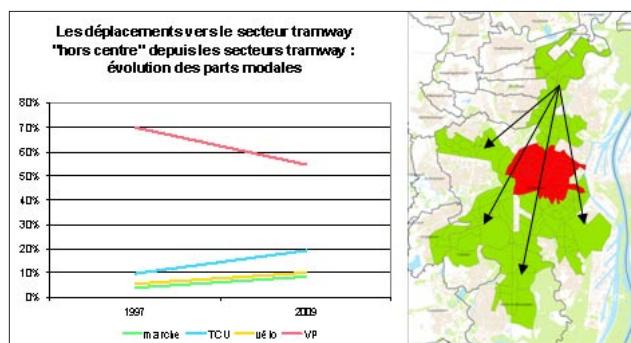 Les déplacements vers le secteur tramway
"hors centre" depuis les secteurs tramway :
évolution des parts modales
80%
70%
60%
50%
40%
30%
20%
10%
0%
1997
2009
marche TCU vélo VP